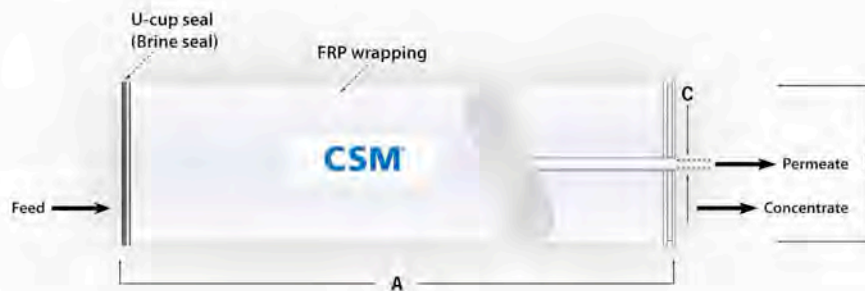 U-cup seal
(Brine seal)
FRP wrapping
C
CSM
Permeate
Feed
Concentrate
A